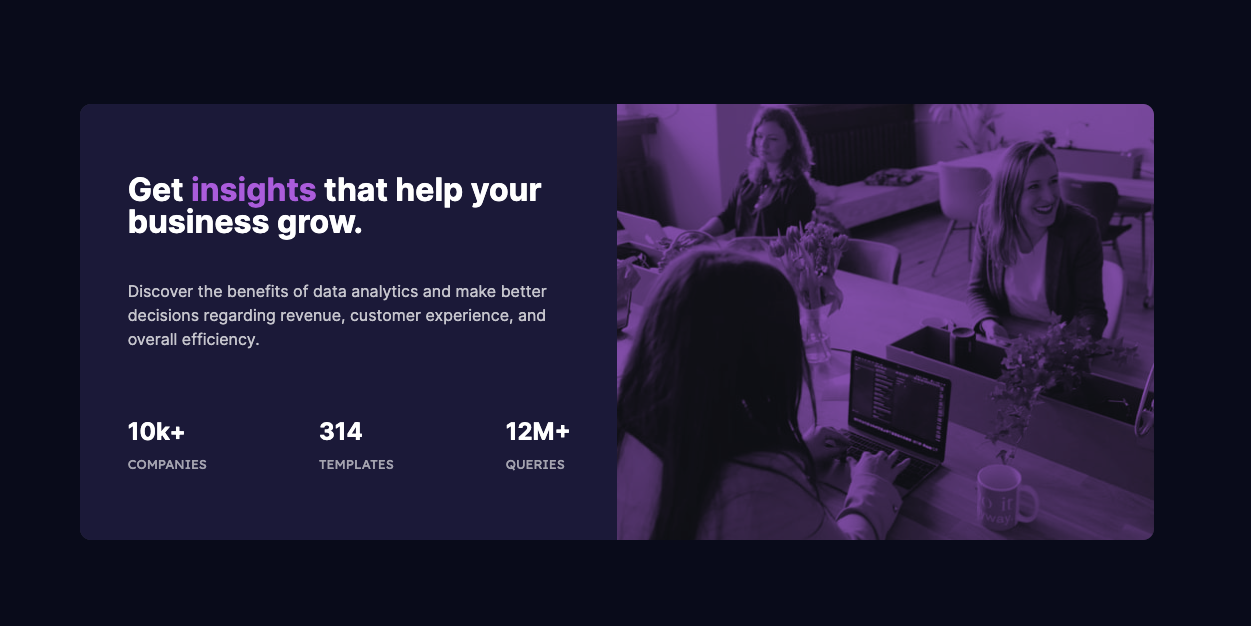 Get insights that help your
business grow.
Discover the benefits of data analytics and make better
decisions regarding revenue, customer experience, and
overall efficiency.
10k+ 314 12M+
COMPANIES TEMPLATES QUERIES